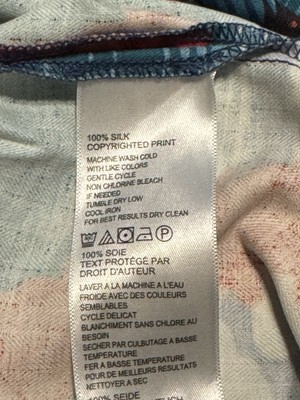 100% SILK
COPYRIGHTED PRINT
MACHINE WASH COLD
WITH LIKE COLORS
GENTLE CYCLE
NON CHLORINE BLEACH
IF NEEDED
TUMBLE DRY LOW
COOL IRON
FOR BEST RESULTS DRY CLEAN
P
100% SOIE
TEXT PROTÉGÉ PAR
DROIT D'AUTEUR
LAVER A LA MACHINE A L'EAU
FROIDE AVEC DES COULEURS
SEMBLABLES
CYCLE DELICAT
BLANCHIMENT SANS CHLORE AU
BESOIN
SECHER PAR CULBUTAGE A BASSE
TEMPERATURE
FER A BASSE TEMPERATURE
POUR DE MEILLEURS RESULTATS
NETTOYER A SEC
100% SEIDE